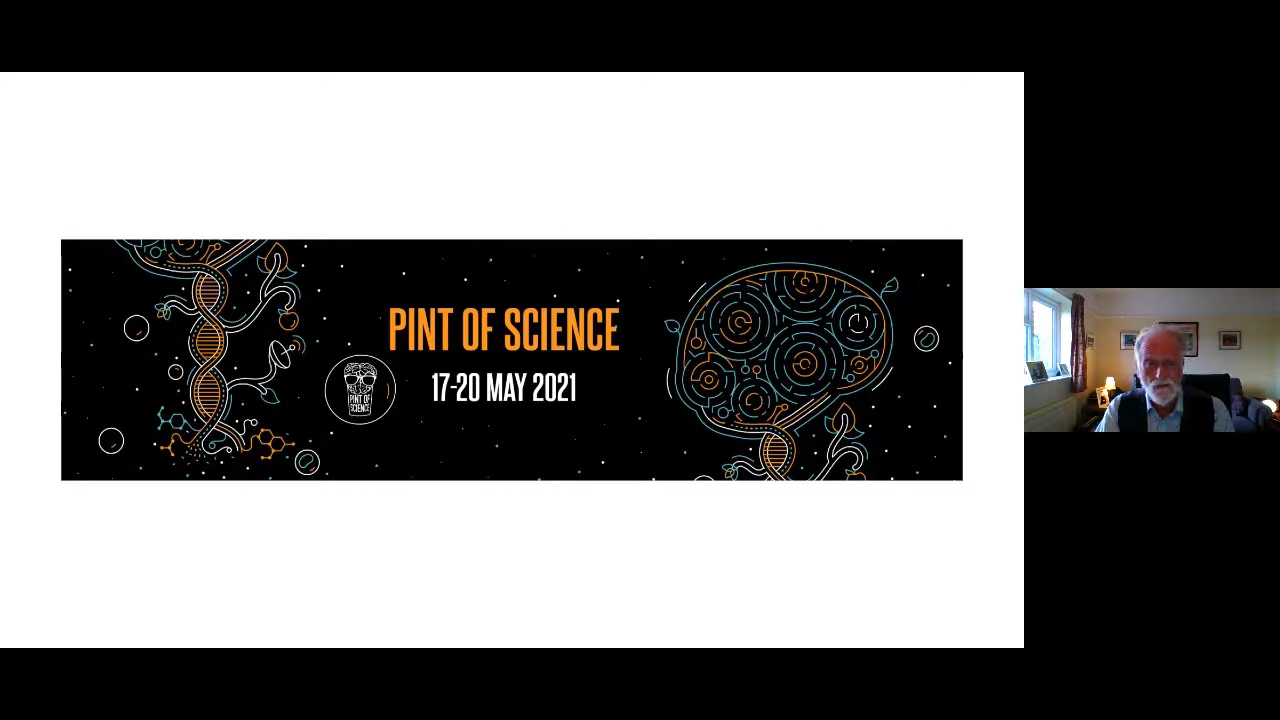 PINT OF SCIENCE
17-20 MAY 2021
PINT OF
SCIENCE